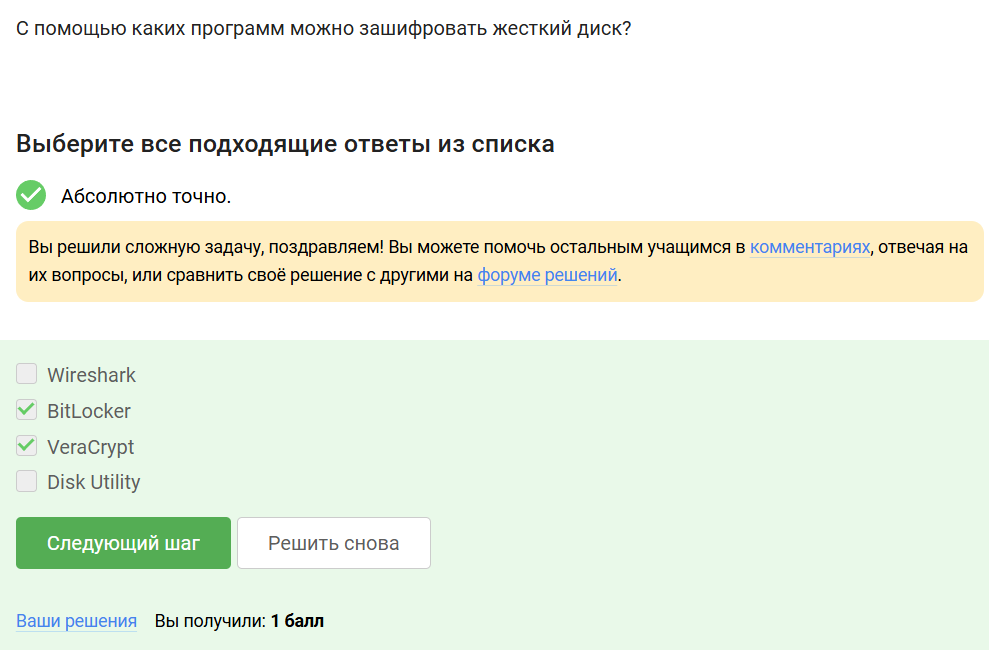 С помощью каких программ можно зашифровать жесткий диск?
Выберите все подходящие ответы из списка
Абсолютно точно.
Вы решили сложную задачу, поздравляем! Вы можете помочь остальным учащимся в комментариях, отвечая на
их вопросы, или сравнить своё решение с другими на форуме решений.
Wireshark
BitLocker
VeraCrypt
Disk Utility
Следующий шаг Решить снова
Ваши решения Вы получили: 1 балл